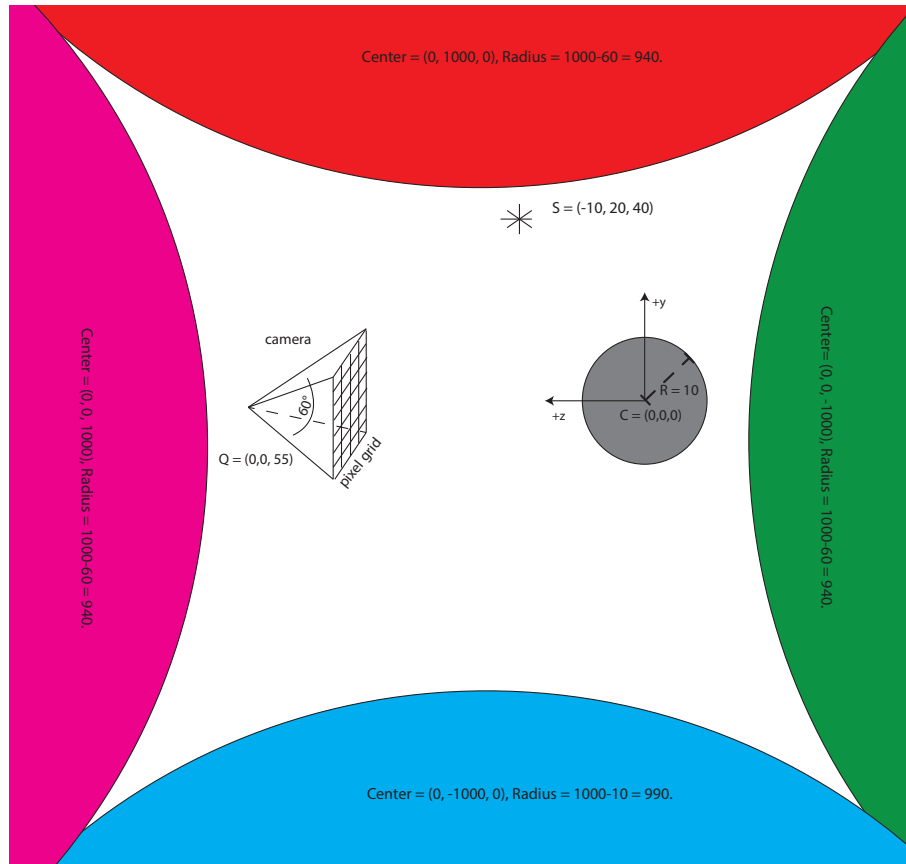 Center = (0, 1000, 0), Radius = 1000-60 = 940.
S = (-10, 20, 40)
+y
camera
60°
R = 10
C = (0,0,0)
+z
Q = (0,0, 55)
pixel grid
Center = (0, 0, 1000), Radius = 1000-60 = 940.
Center= (0, 0, -1000), Radius = 1000-60 = 940.
Center = (0, -1000, 0), Radius = 1000-10 = 990.